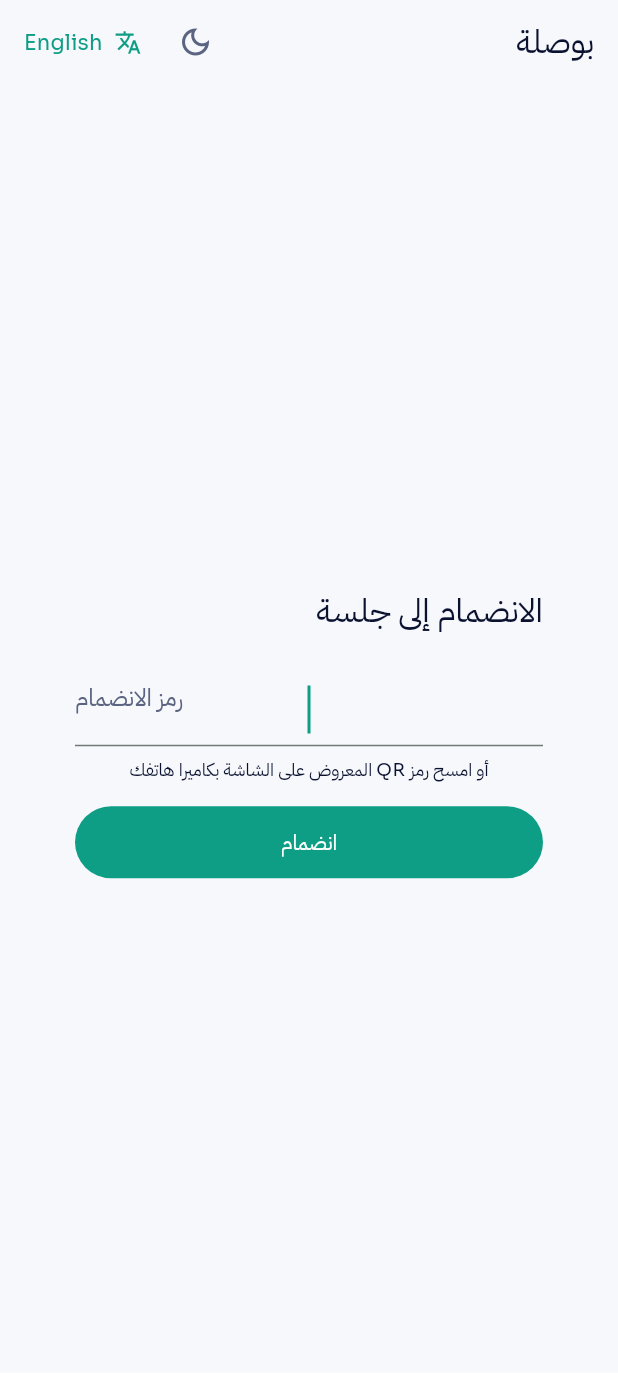 بوصلة
English
الانضمام إلى جلسة
رمز الانضمام
أو امسح رمز QR المعروض على الشاشة بكاميرا هاتفك
انضمام